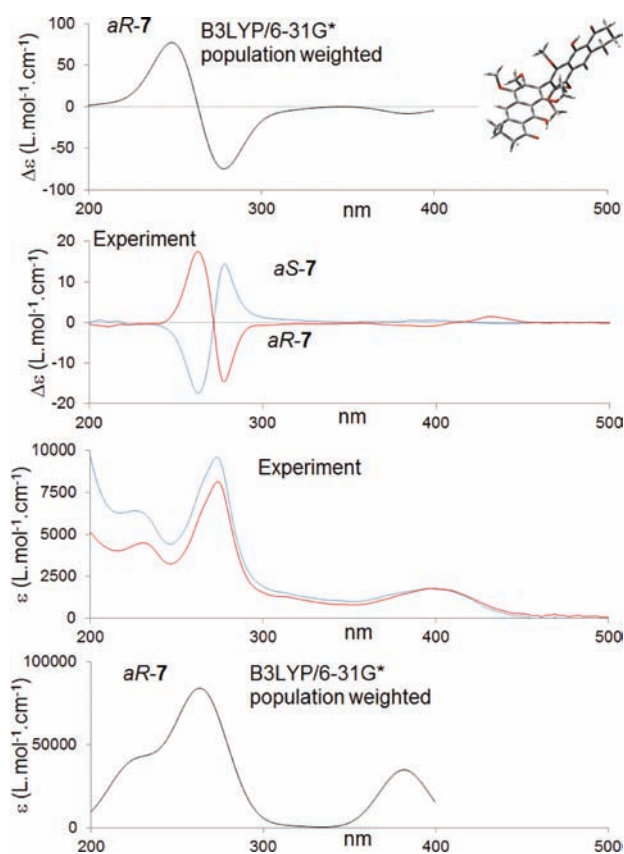 aR-7 B3LYP/6-31G*
population weighted
100
50
0
-50
-100
Δε (L.mol-1.cm-1)
200 300 nm 400 500
Experiment
20
10
0
-10
-20
Δε (L.mol-1.cm-1)
aS-7
aR-7
200 300 nm 400 500
Experiment
10000
7500
5000
2500
0
ε (L.mol-1.cm-1)
200 300 nm 400 500
aR-7 B3LYP/6-31G*
population weighted
100000
50000
0
ε (L.mol-1.cm-1)
200 300 nm 400 500